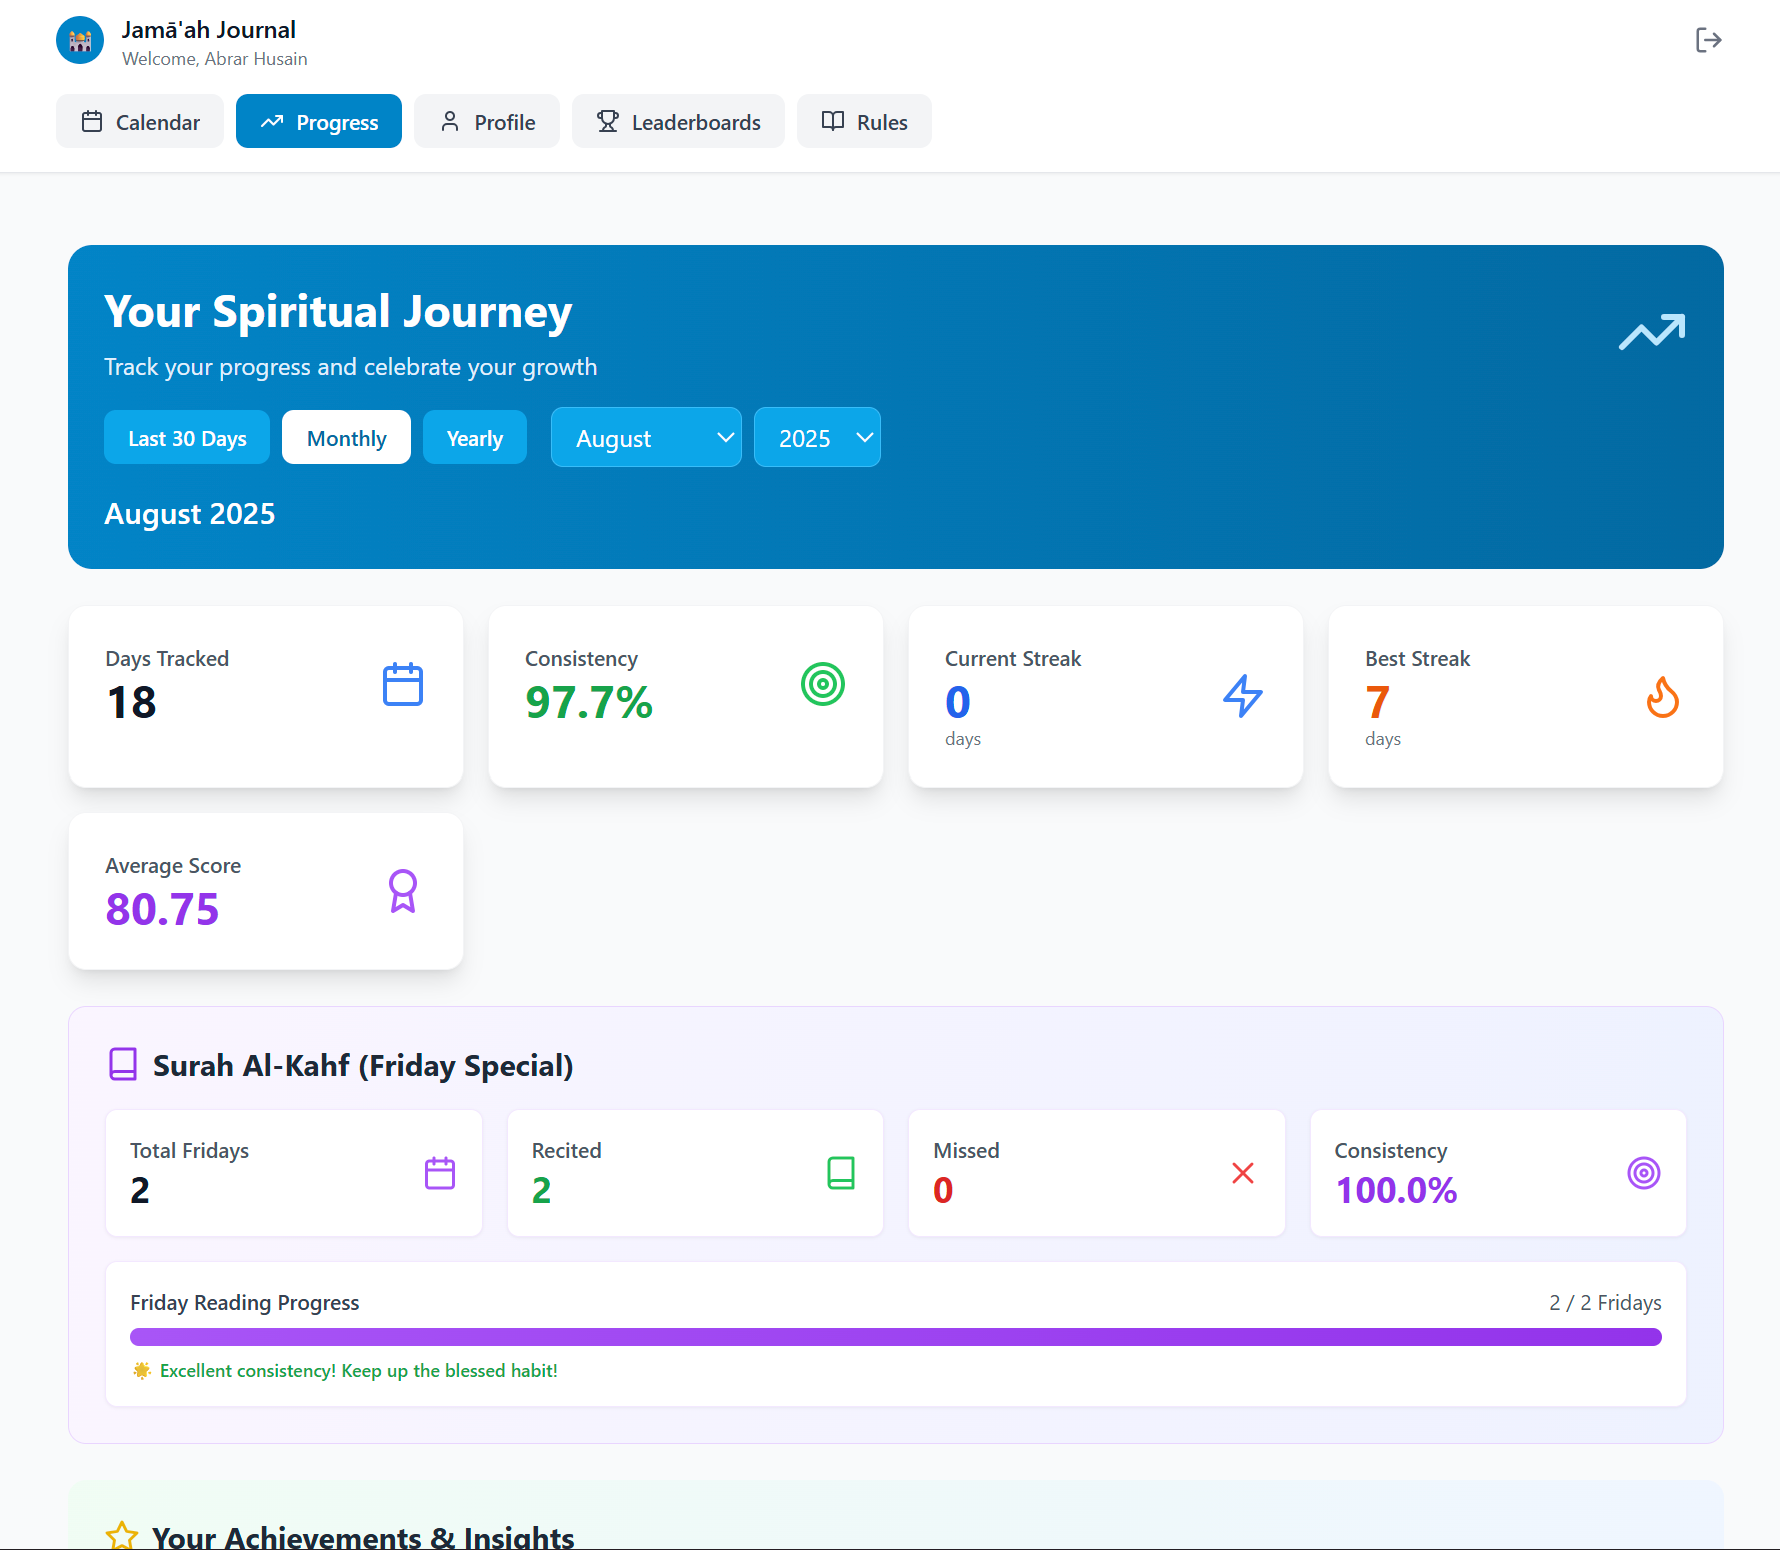 Jamā'ah Journal
Welcome, Abrar Husain
Calendar
Progress
Profile
Leaderboards
Rules
Your Spiritual Journey
Track your progress and celebrate your growth
Last 30 Days
Monthly
Yearly
August
2025
August 2025
Days Tracked
18
Consistency
97.7%
Current Streak
0
days
Best Streak
7
days
Average Score
80.75
Surah Al-Kahf (Friday Special)
Total Fridays
2
Recited
2
Missed
0
Consistency
100.0%
Friday Reading Progress
2 / 2 Fridays
Excellent consistency! Keep up the blessed habit!
Your Achievements & Insights